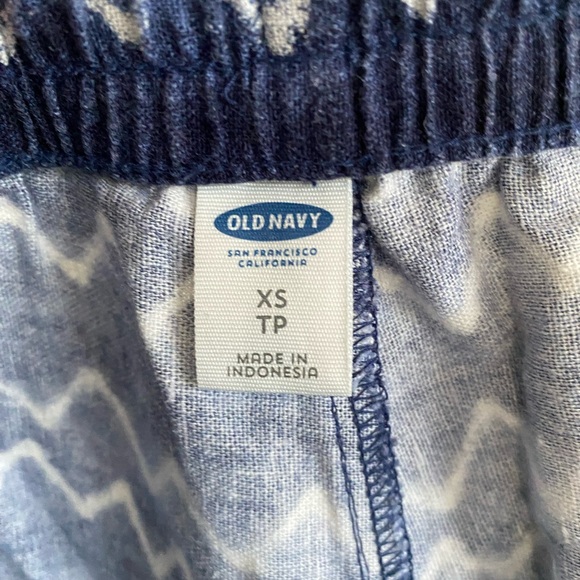 OLD NAVY
SAN FRANCISCO
CALIFORNIA
XS
TP
MADE IN
INDONESIA